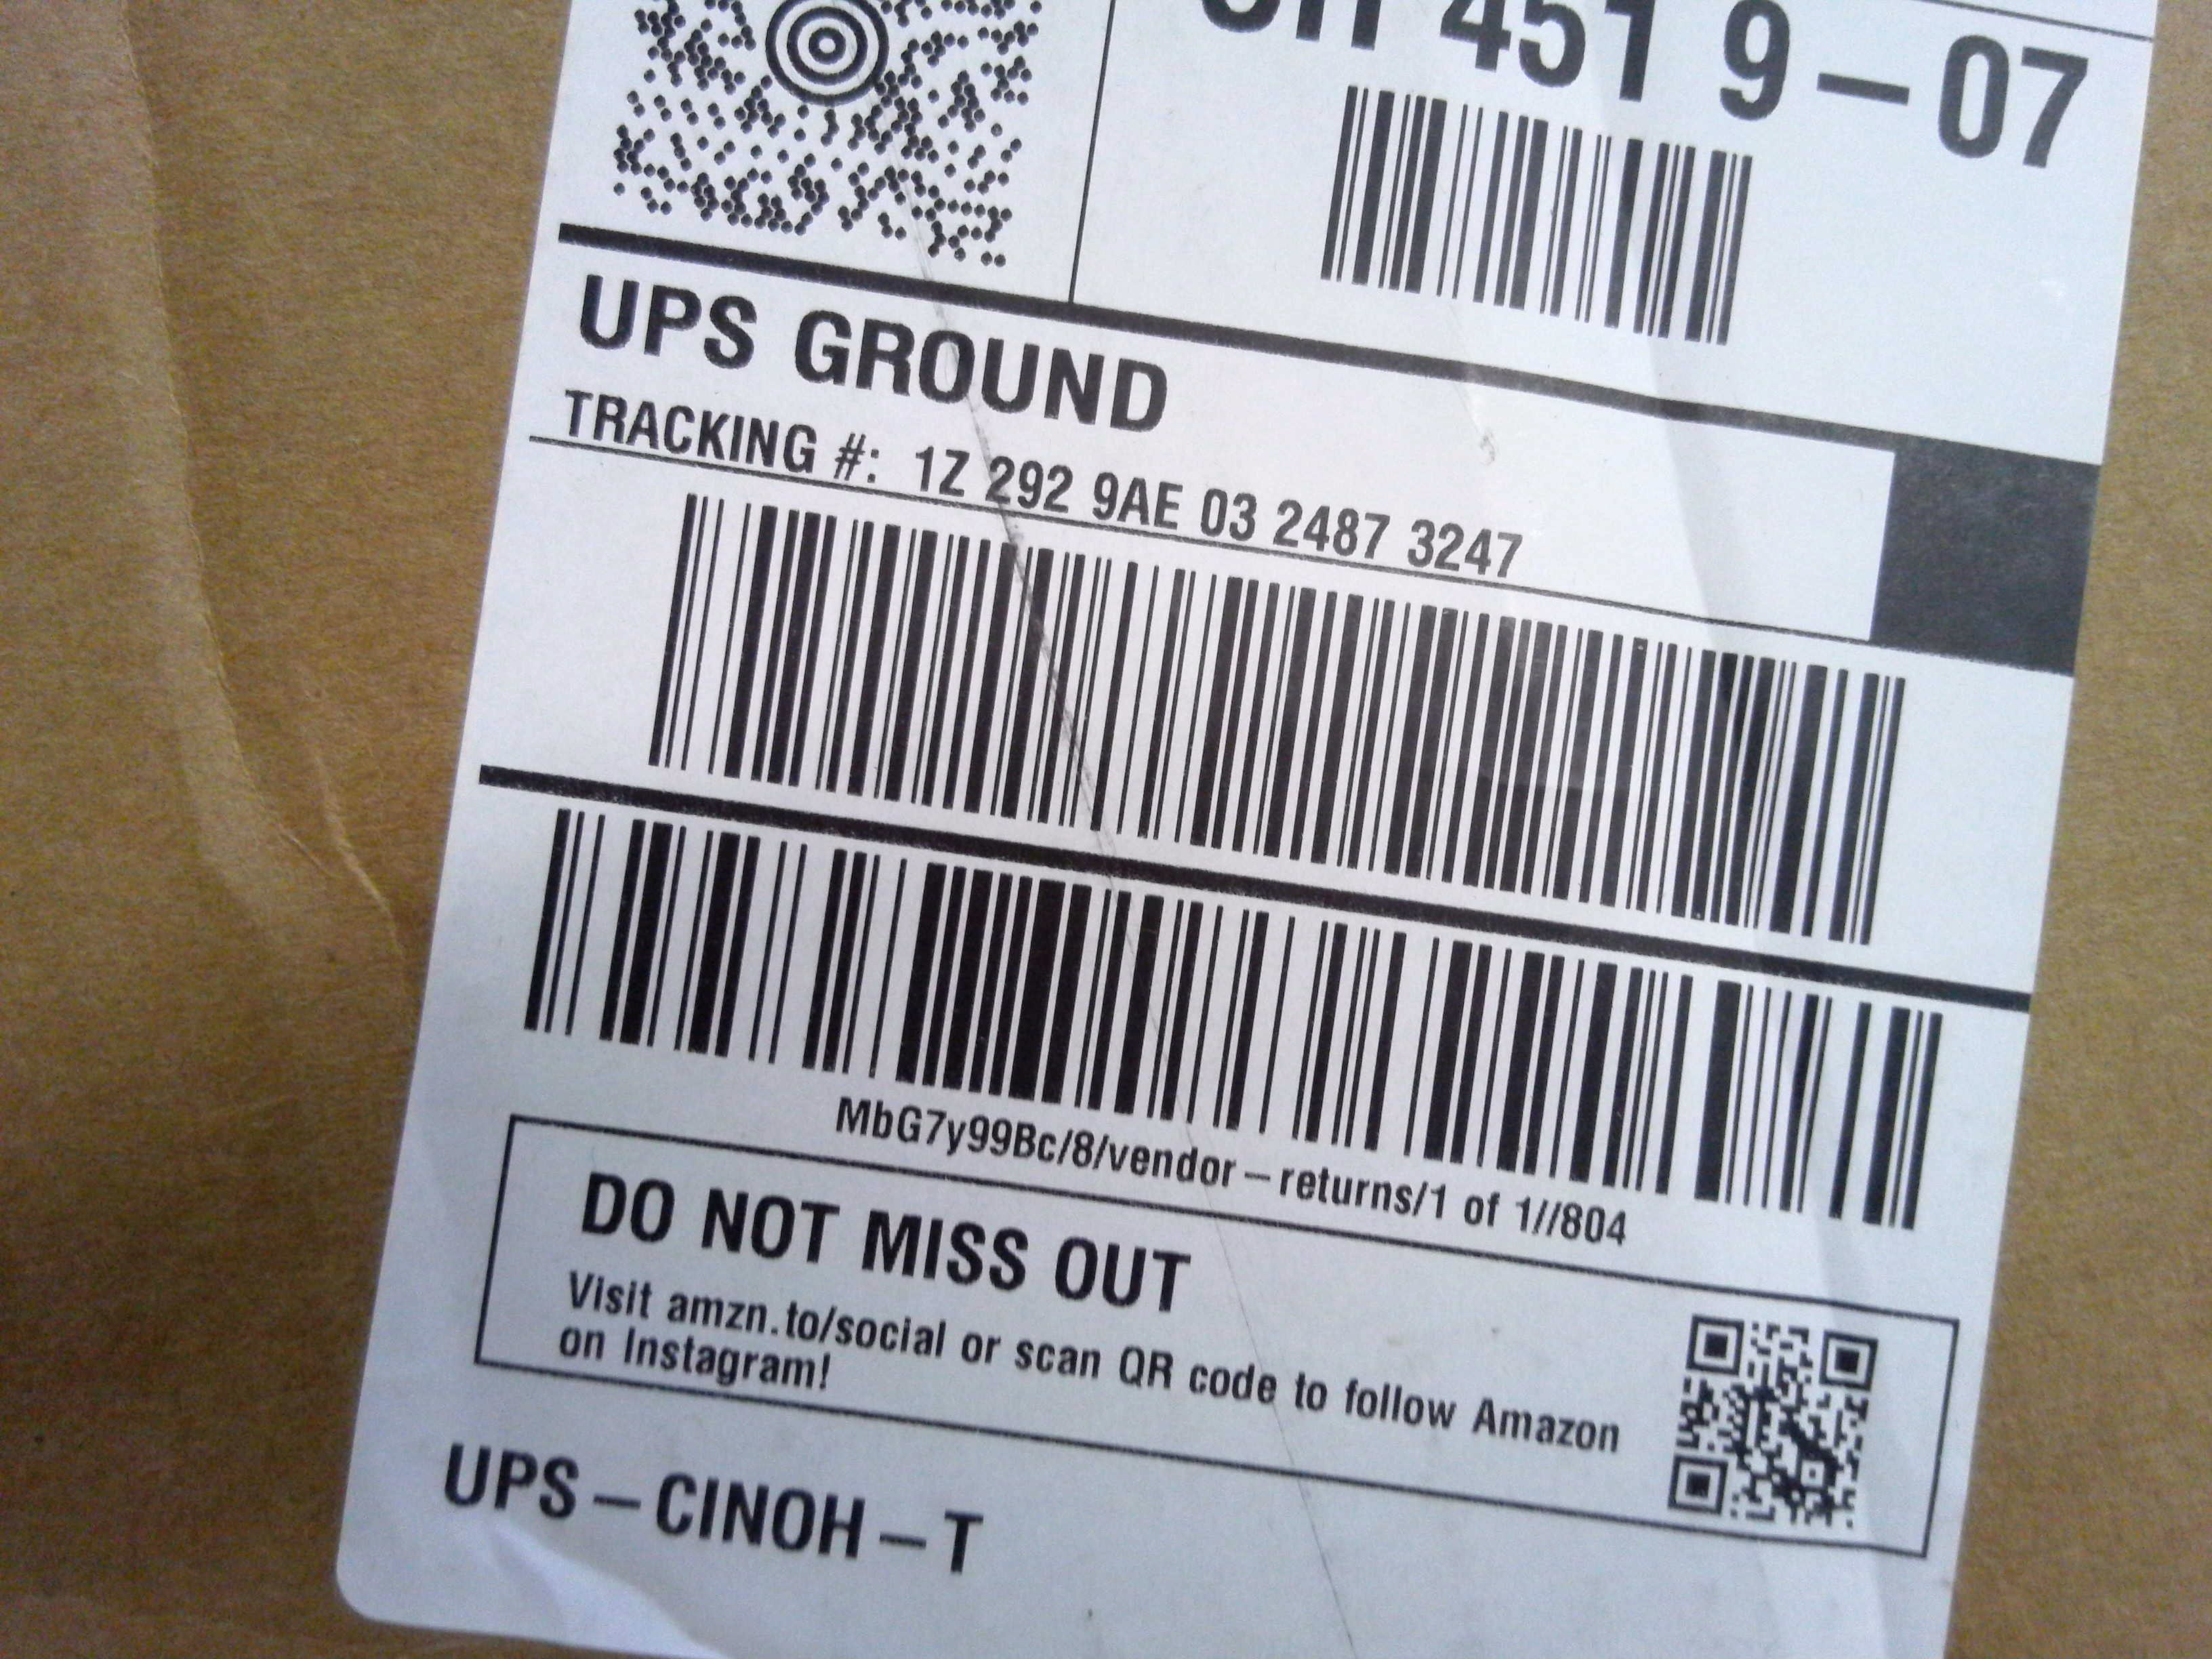 OH 451 9-07
UPS GROUND
TRACKING #: 1Z 292 9AE 03 2487 3247
MbG7y99Bc/8/vendor-returns/1 of 1//804
DO NOT MISS OUT
Visit amzn.to/social or scan QR code to follow Amazon
on Instagram!
UPS-CINOH-T